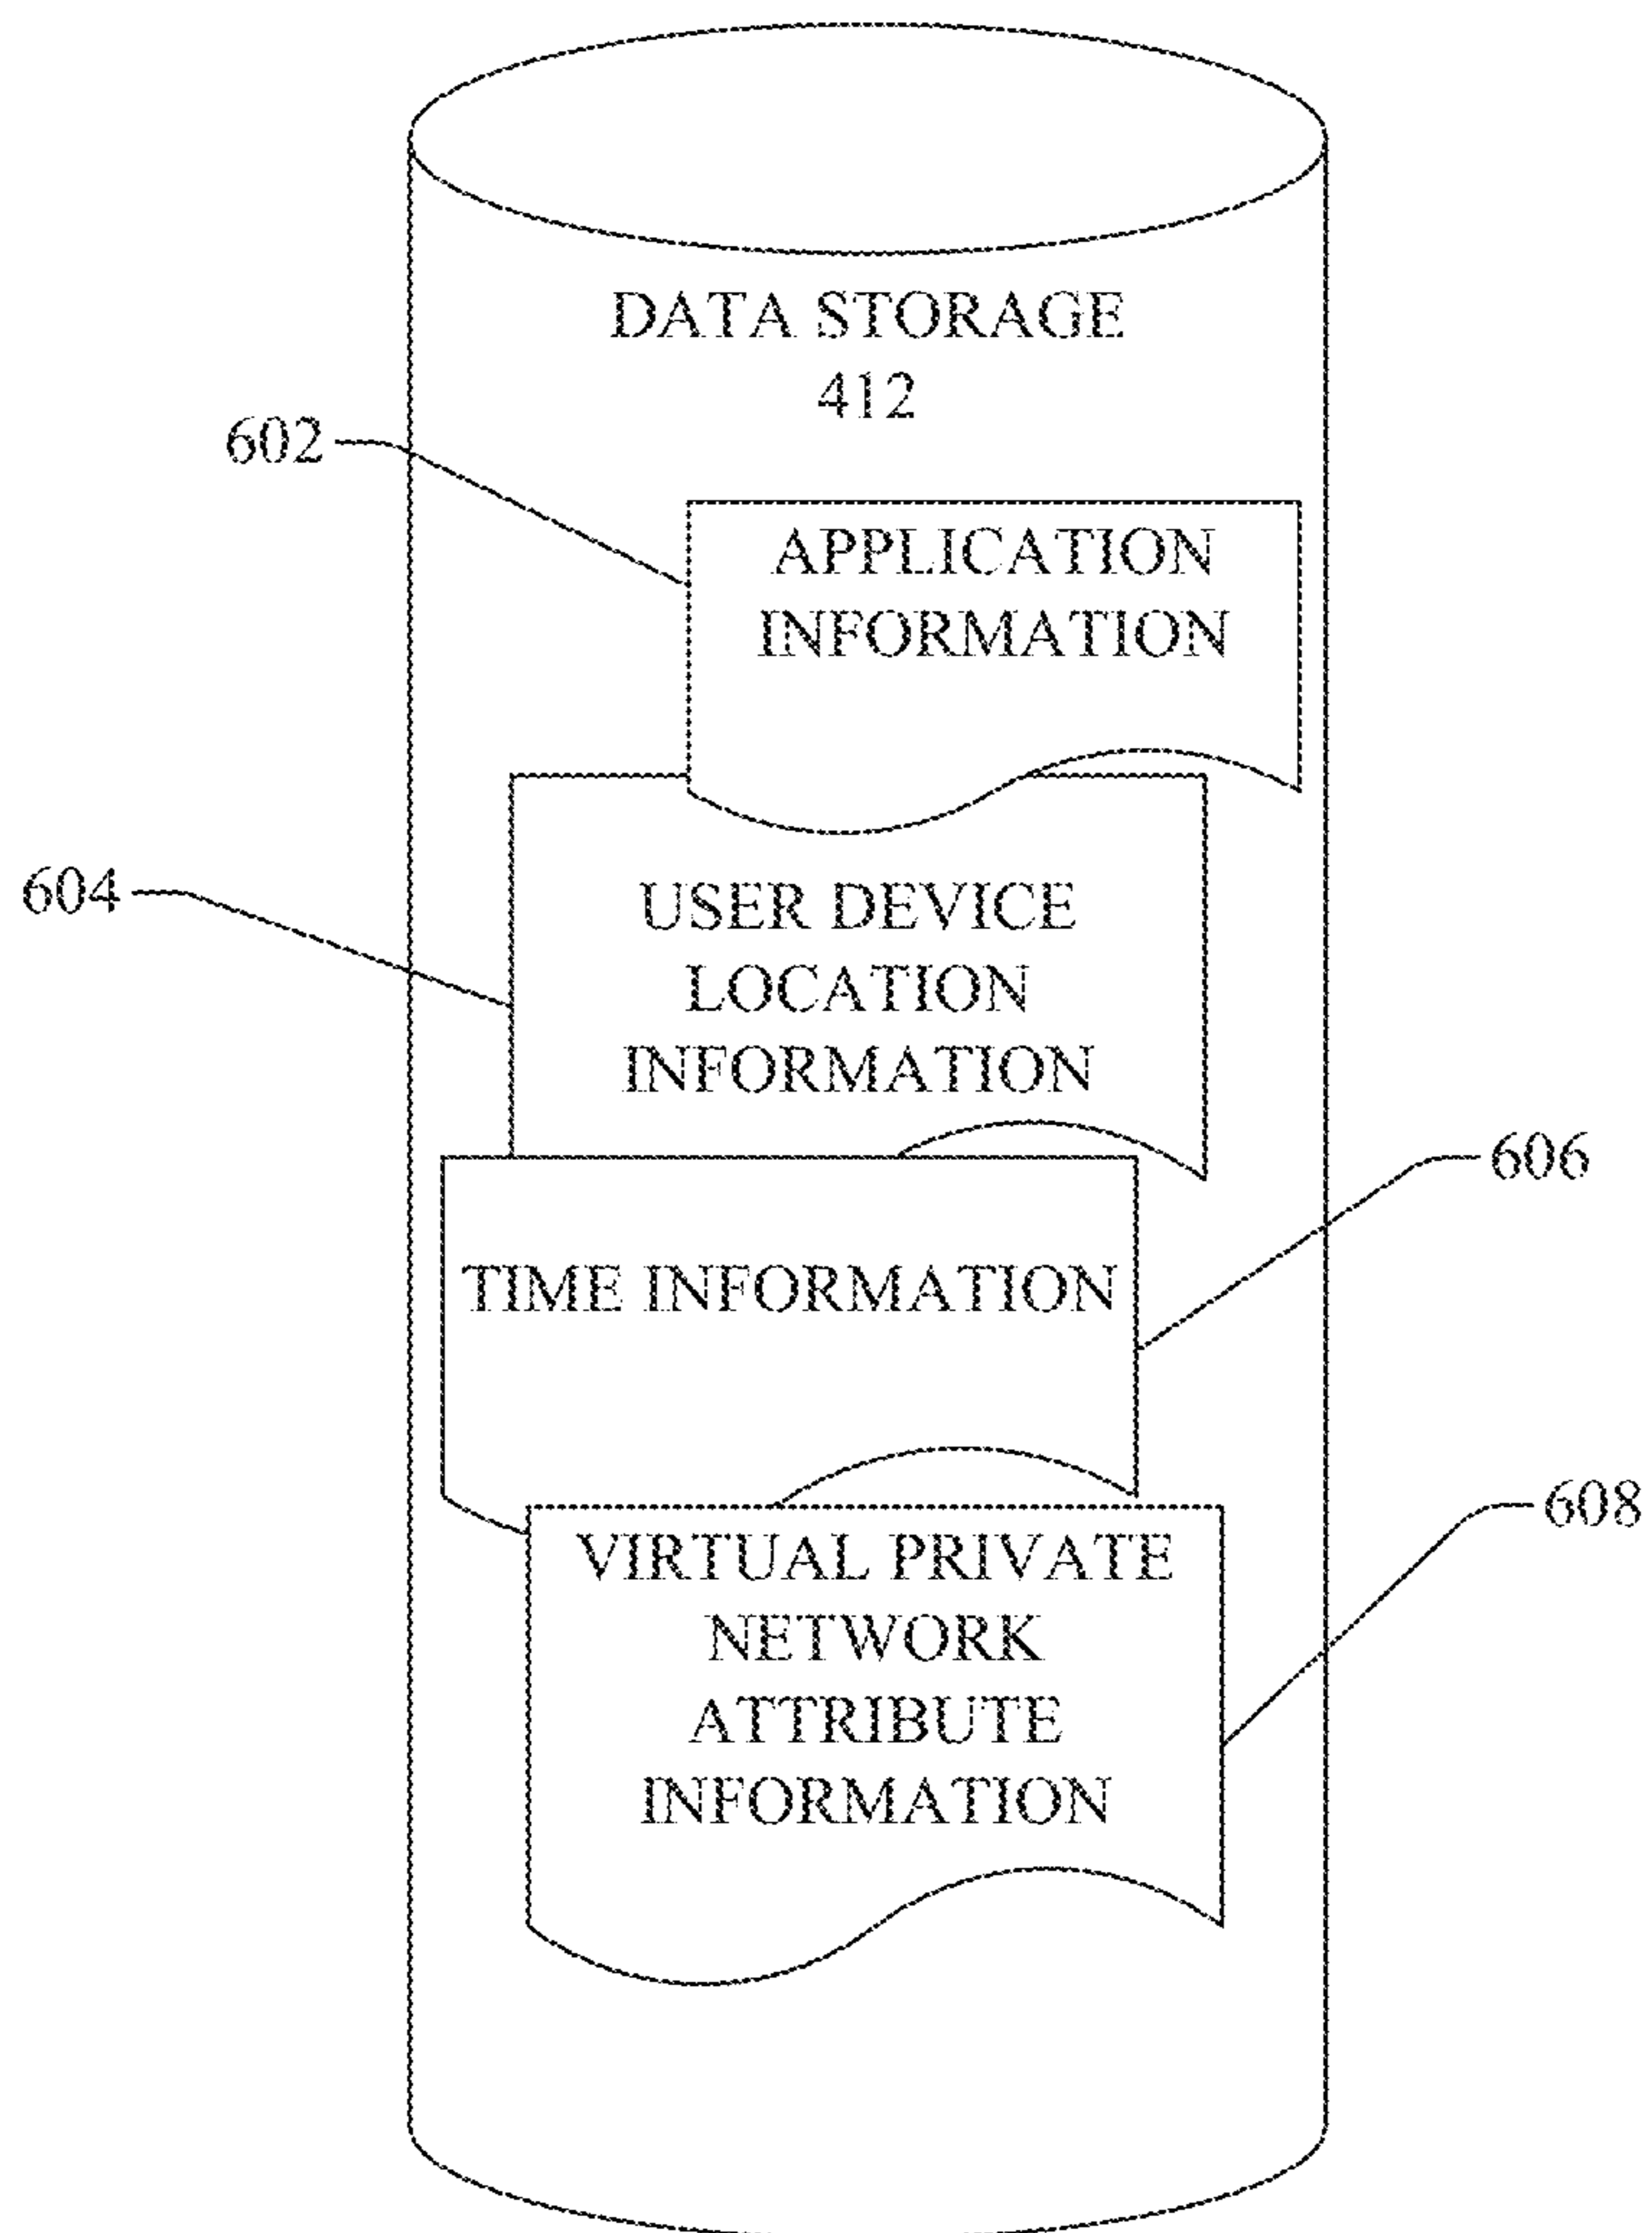 DATA STORAGE
412
602
APPLICATION
INFORMATION
604
USER DEVICE
LOCATION
INFORMATION
606
TIME INFORMATION
608
VIRTUAL PRIVATE
NETWORK
ATTRIBUTE
INFORMATION